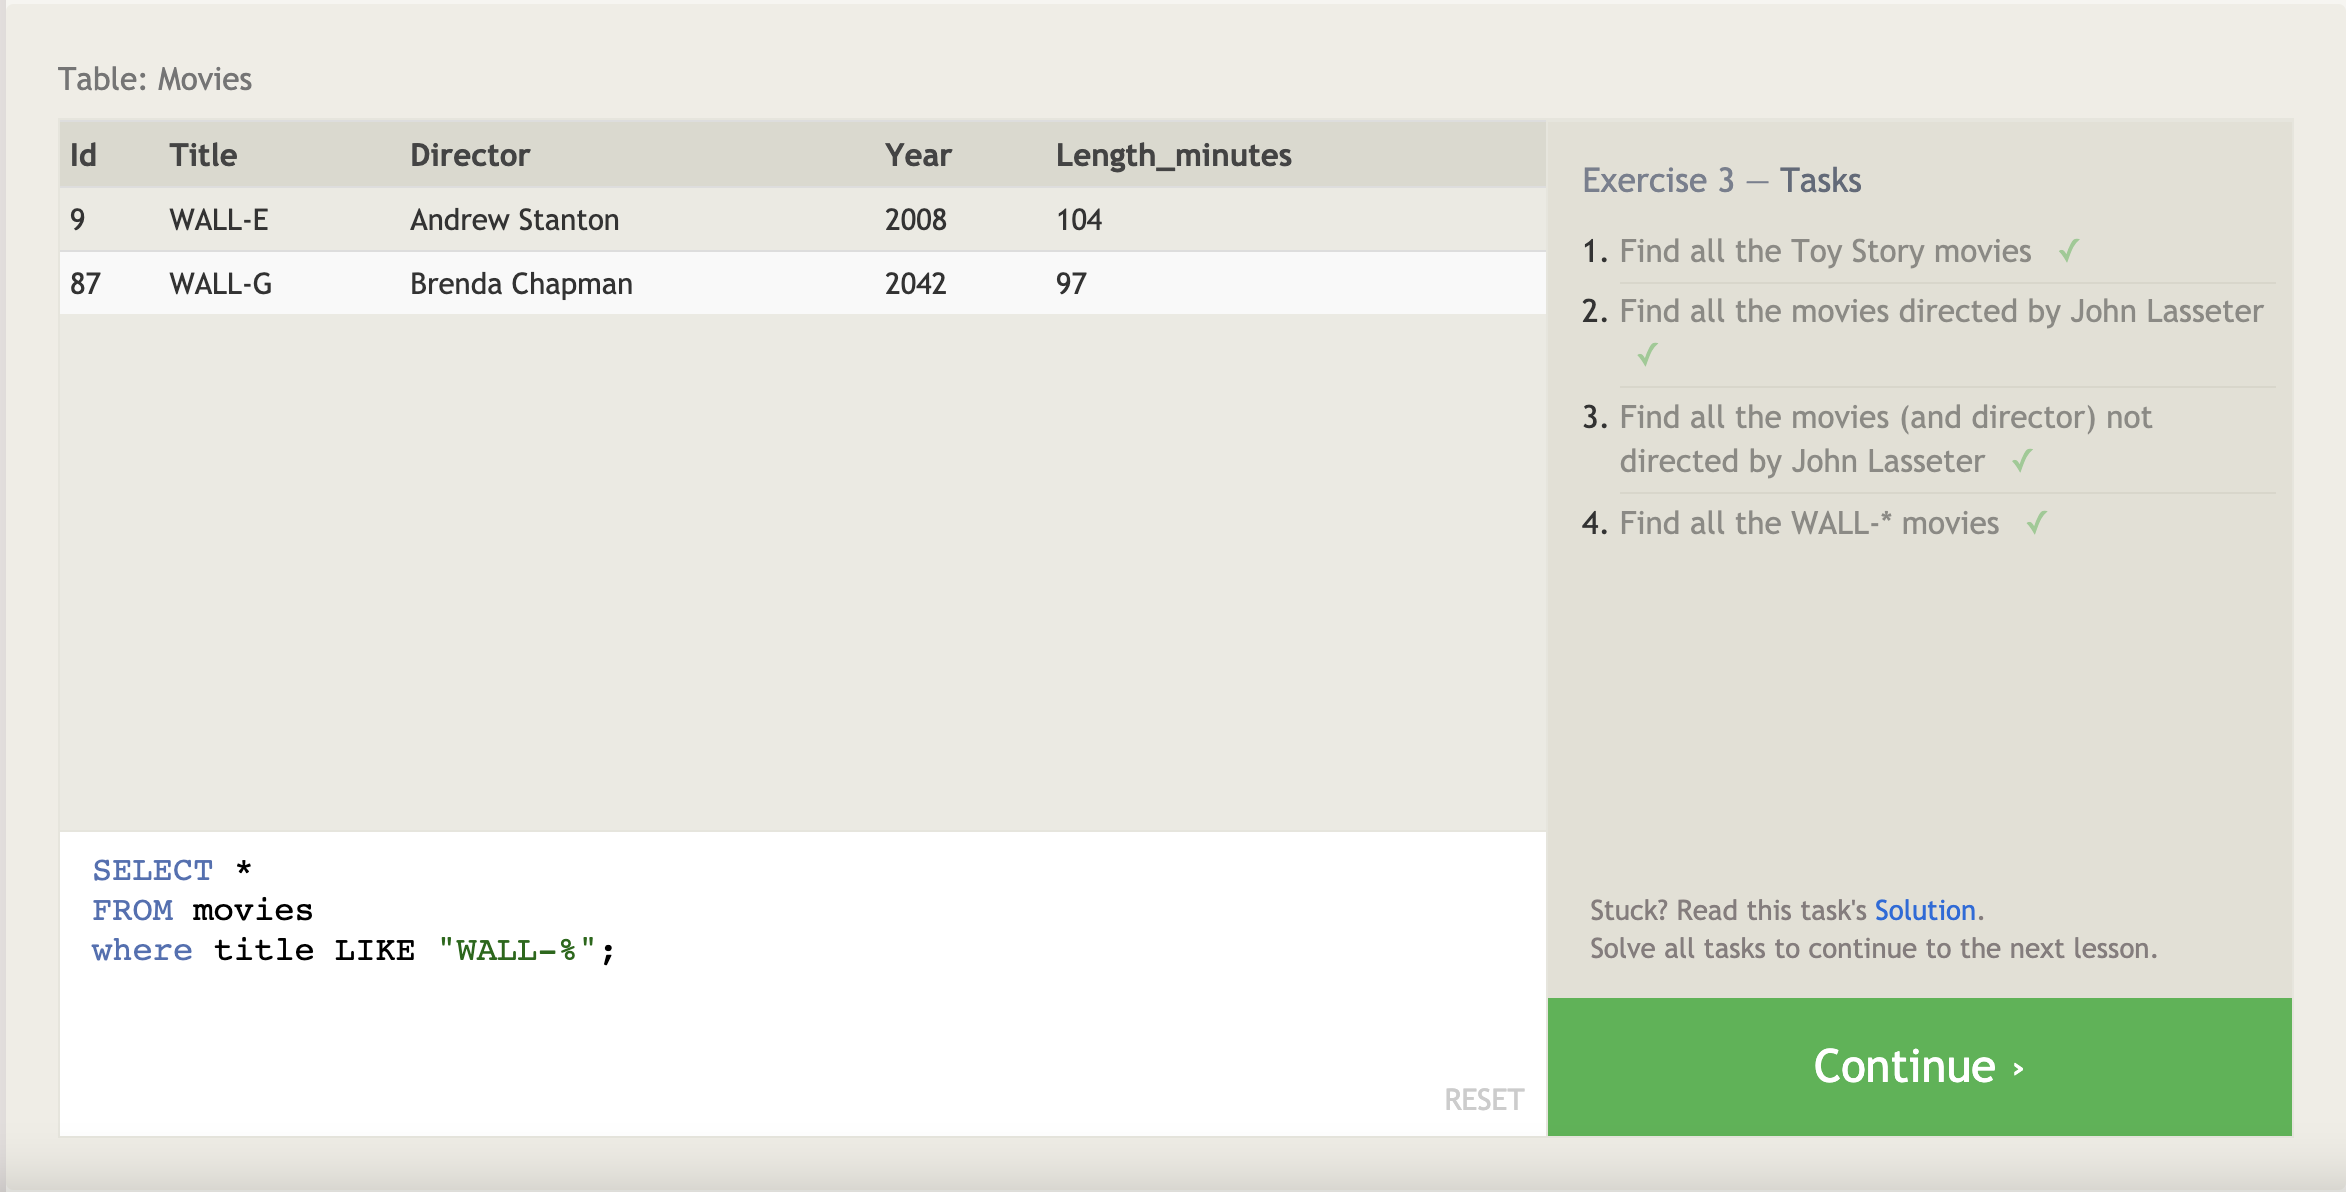 Table: Movies
Id Title Director Year Length_minutes
9 WALL-E Andrew Stanton 2008 104
87 WALL-G Brenda Chapman 2042 97
SELECT *
FROM movies
where title LIKE "WALL-%";
RESET
Exercise 3 — Tasks
1. Find all the Toy Story movies ✓
2. Find all the movies directed by John Lasseter
✓
3. Find all the movies (and director) not
directed by John Lasseter ✓
4. Find all the WALL-* movies ✓
Stuck? Read this task's Solution.
Solve all tasks to continue to the next lesson.
Continue ›